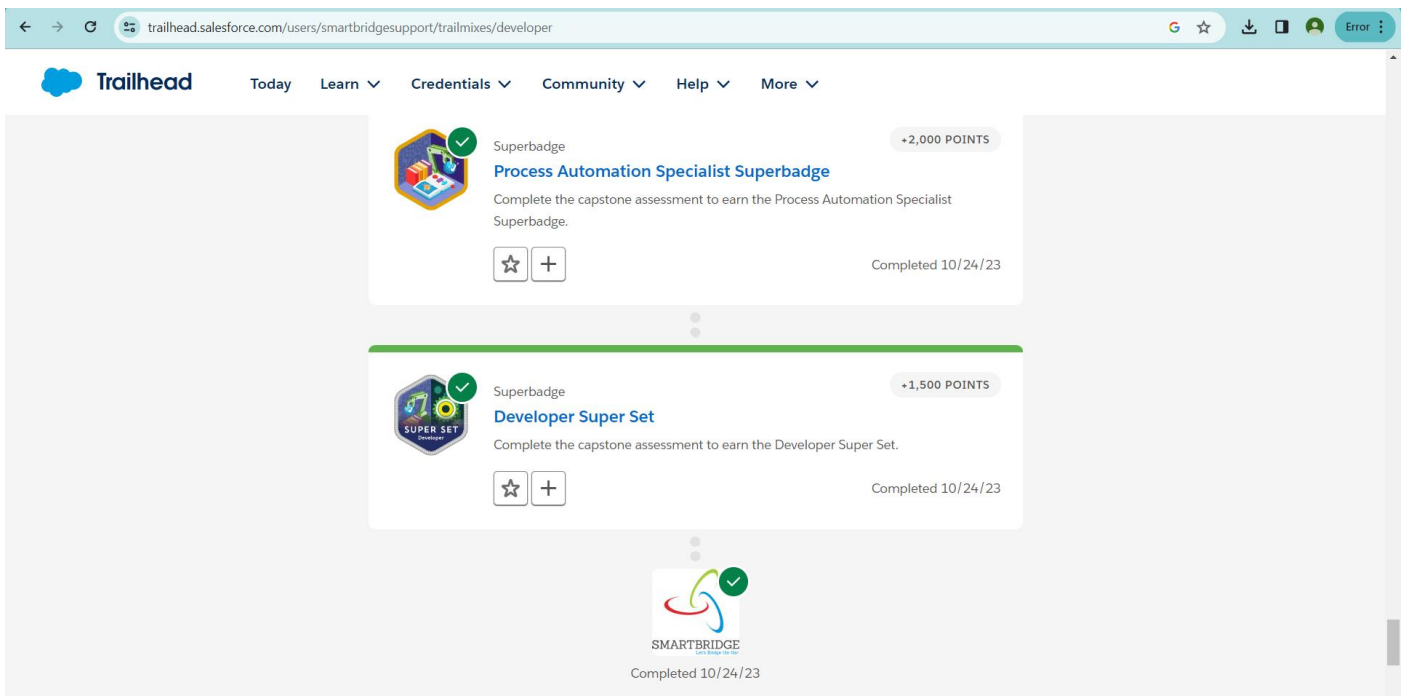 trailhead.salesforce.com/users/smartbridgesupport/trailmixes/developer
Error
Trailhead
Today Learn Credentials Community Help More
Superbadge
+2,000 POINTS
Process Automation Specialist Superbadge
Complete the capstone assessment to earn the Process Automation Specialist
Superbadge.
Completed 10/24/23
Superbadge
+1,500 POINTS
Developer Super Set
SUPER SET
Developer
Complete the capstone assessment to earn the Developer Super Set.
Completed 10/24/23
SMARTBRIDGE
Completed 10/24/23